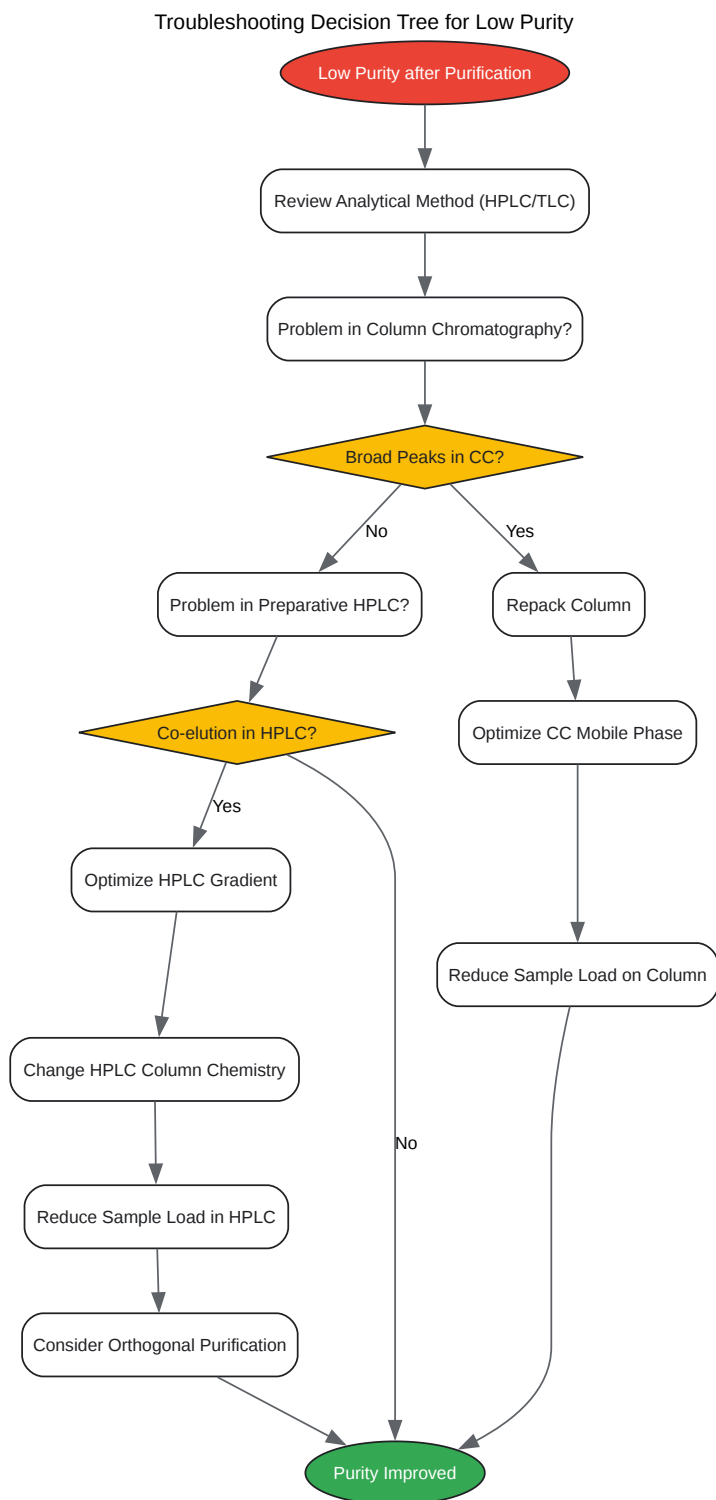 Troubleshooting Decision Tree for Low Purity
Low Purity after Purification
Review Analytical Method (HPLC/TLC)
Problem in Column Chromatography?
Broad Peaks in CC?
No
Yes
Problem in Preparative HPLC?
Repack Column
Co-elution in HPLC?
Optimize CC Mobile Phase
Yes
Optimize HPLC Gradient
Reduce Sample Load on Column
Change HPLC Column Chemistry
No
Reduce Sample Load in HPLC
Consider Orthogonal Purification
Purity Improved